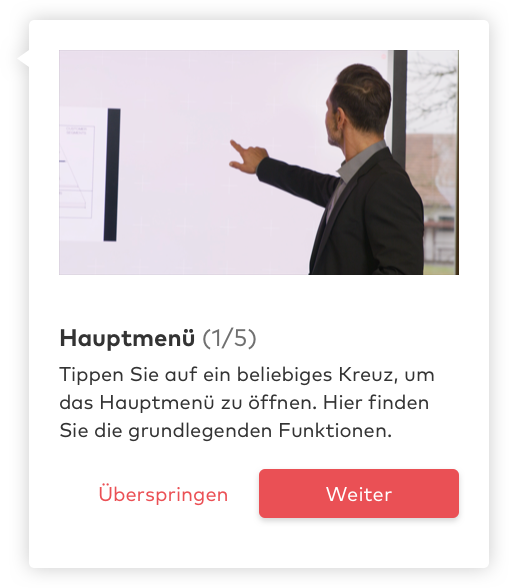 Hauptmenü (1/5)
Tippen Sie auf ein beliebiges Kreuz, um
das Hauptmenü zu öffnen. Hier finden
Sie die grundlegenden Funktionen.
Überspringen
Weiter